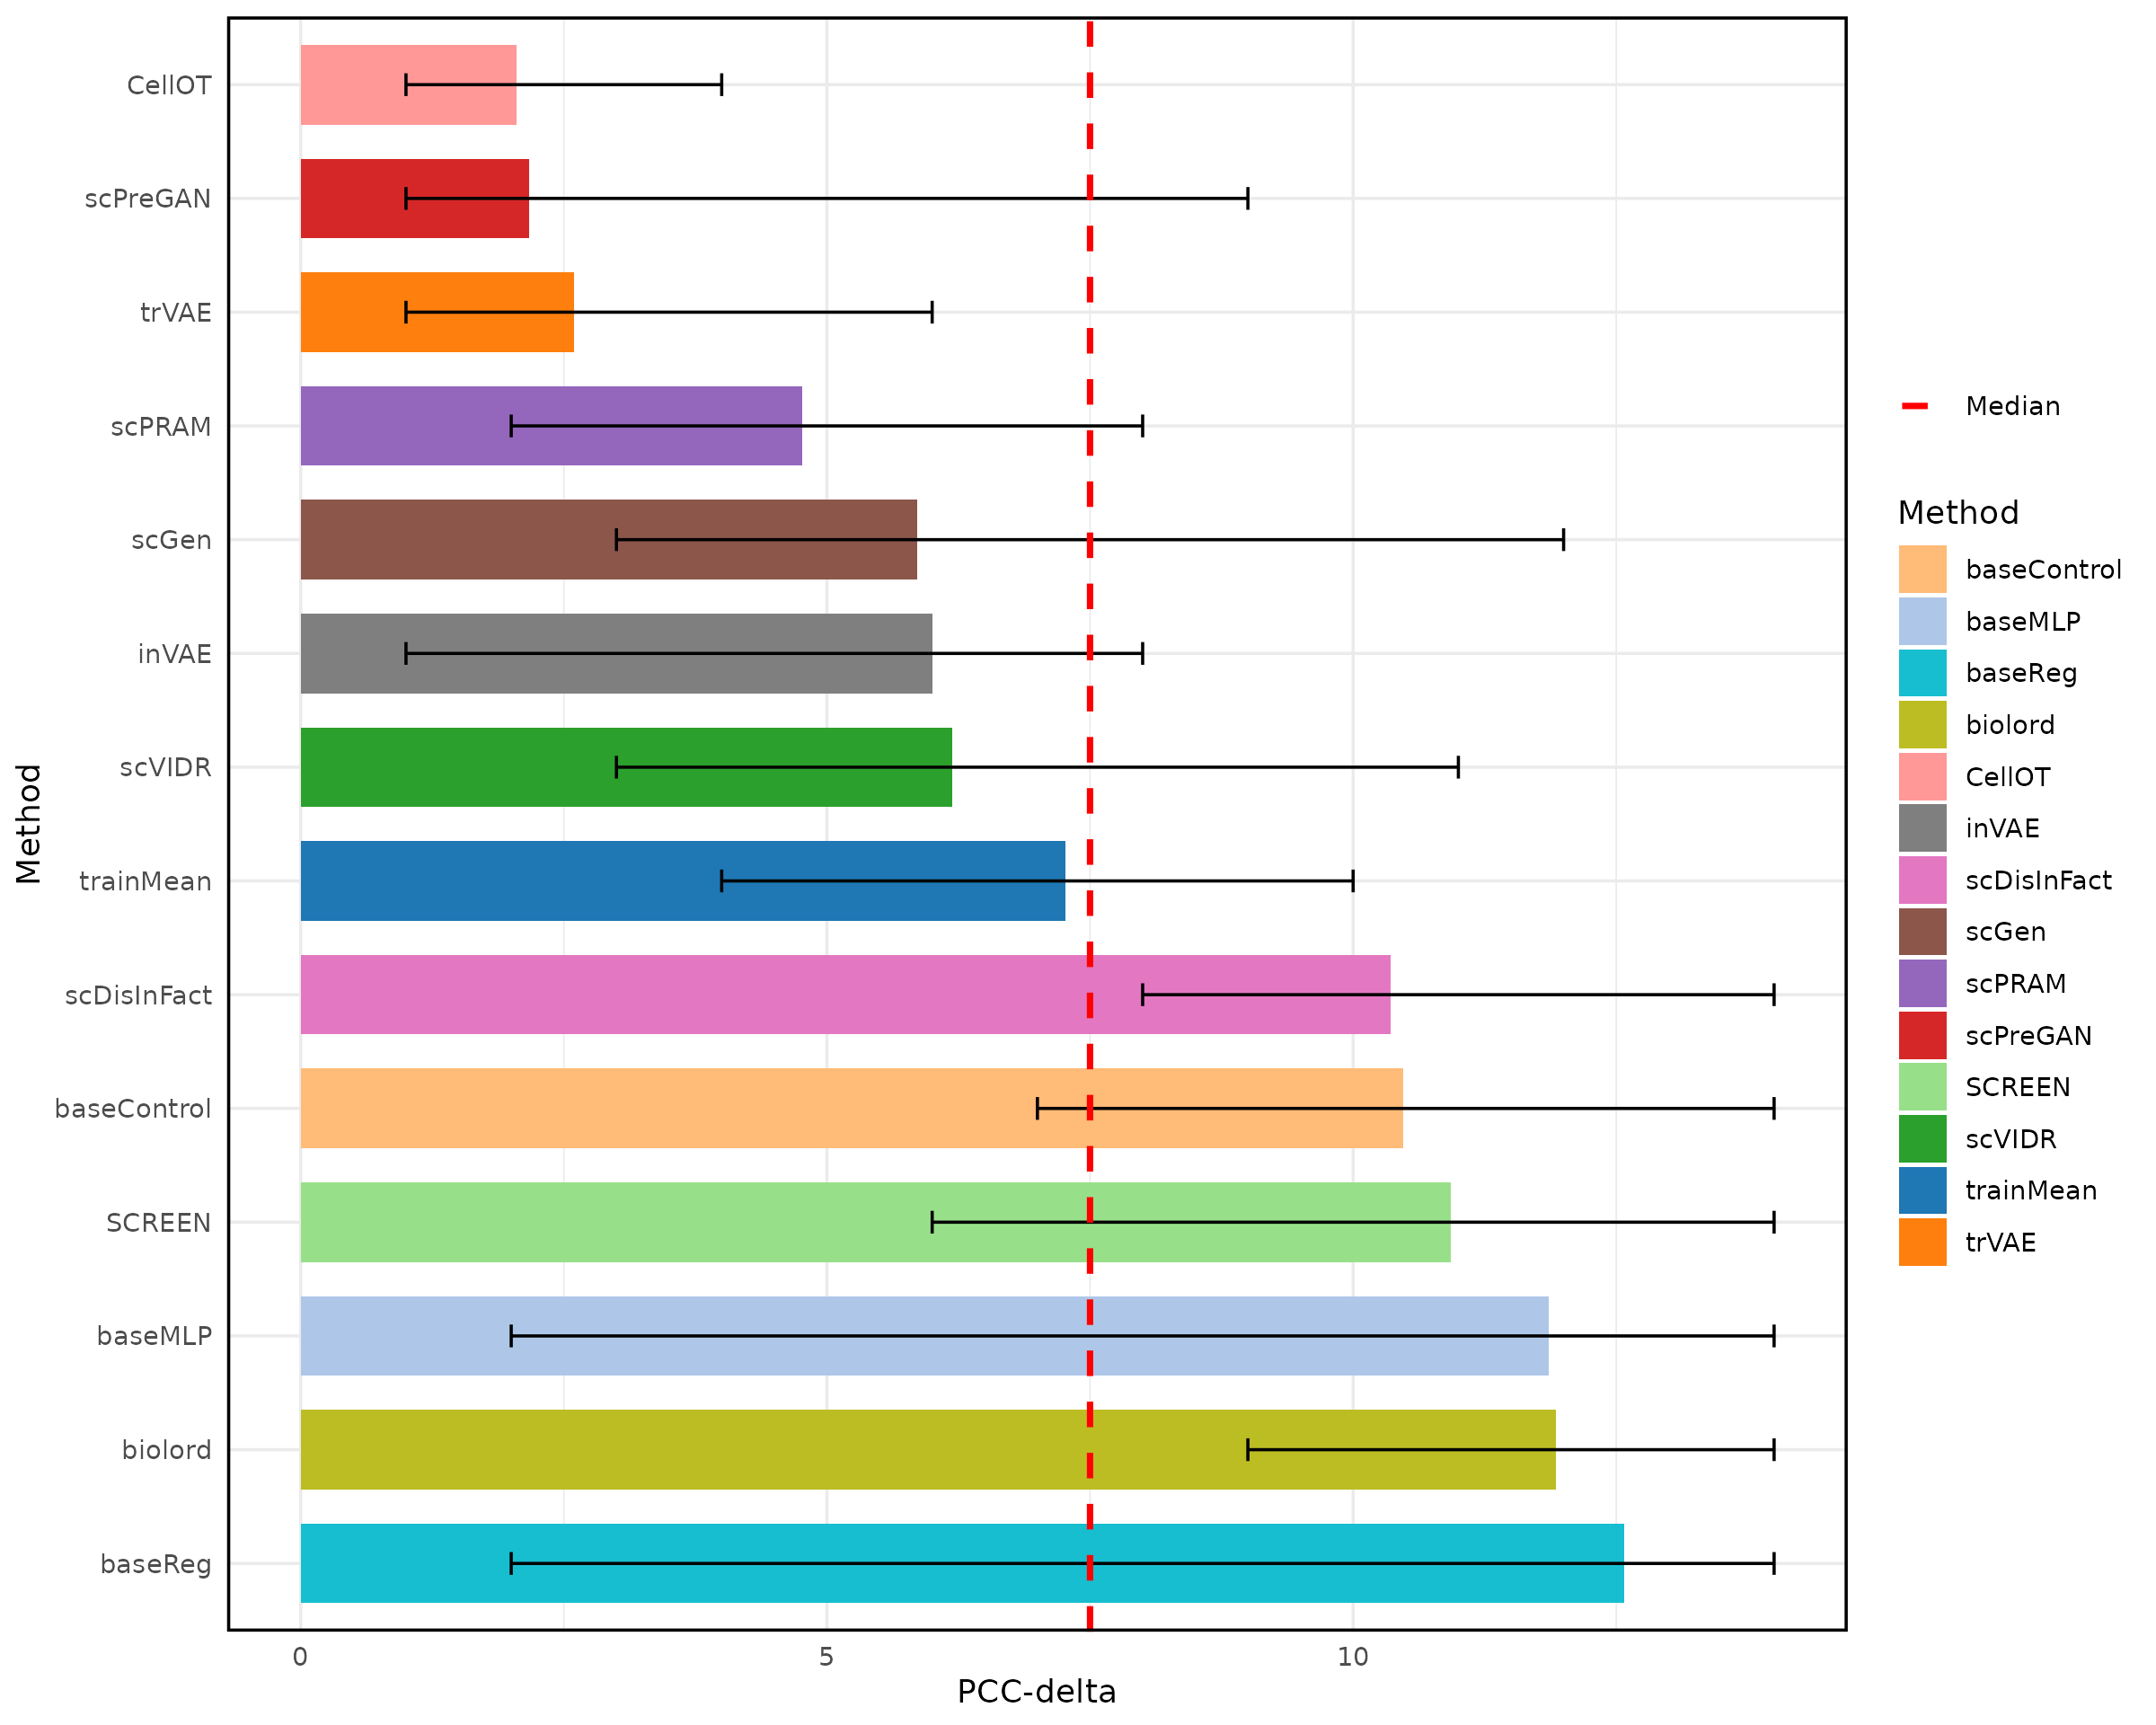 Method
CellOT
scPreGAN
trVAE
scPRAM
scGen
inVAE
scVIDR
trainMean
scDisInFact
baseControl
SCREEN
baseMLP
biolord
baseReg
0 5 10
PCC-delta
Median
Method
baseControl
baseMLP
baseReg
biolord
CellOT
inVAE
scDisInFact
scGen
scPRAM
scPreGAN
SCREEN
scVIDR
trainMean
trVAE